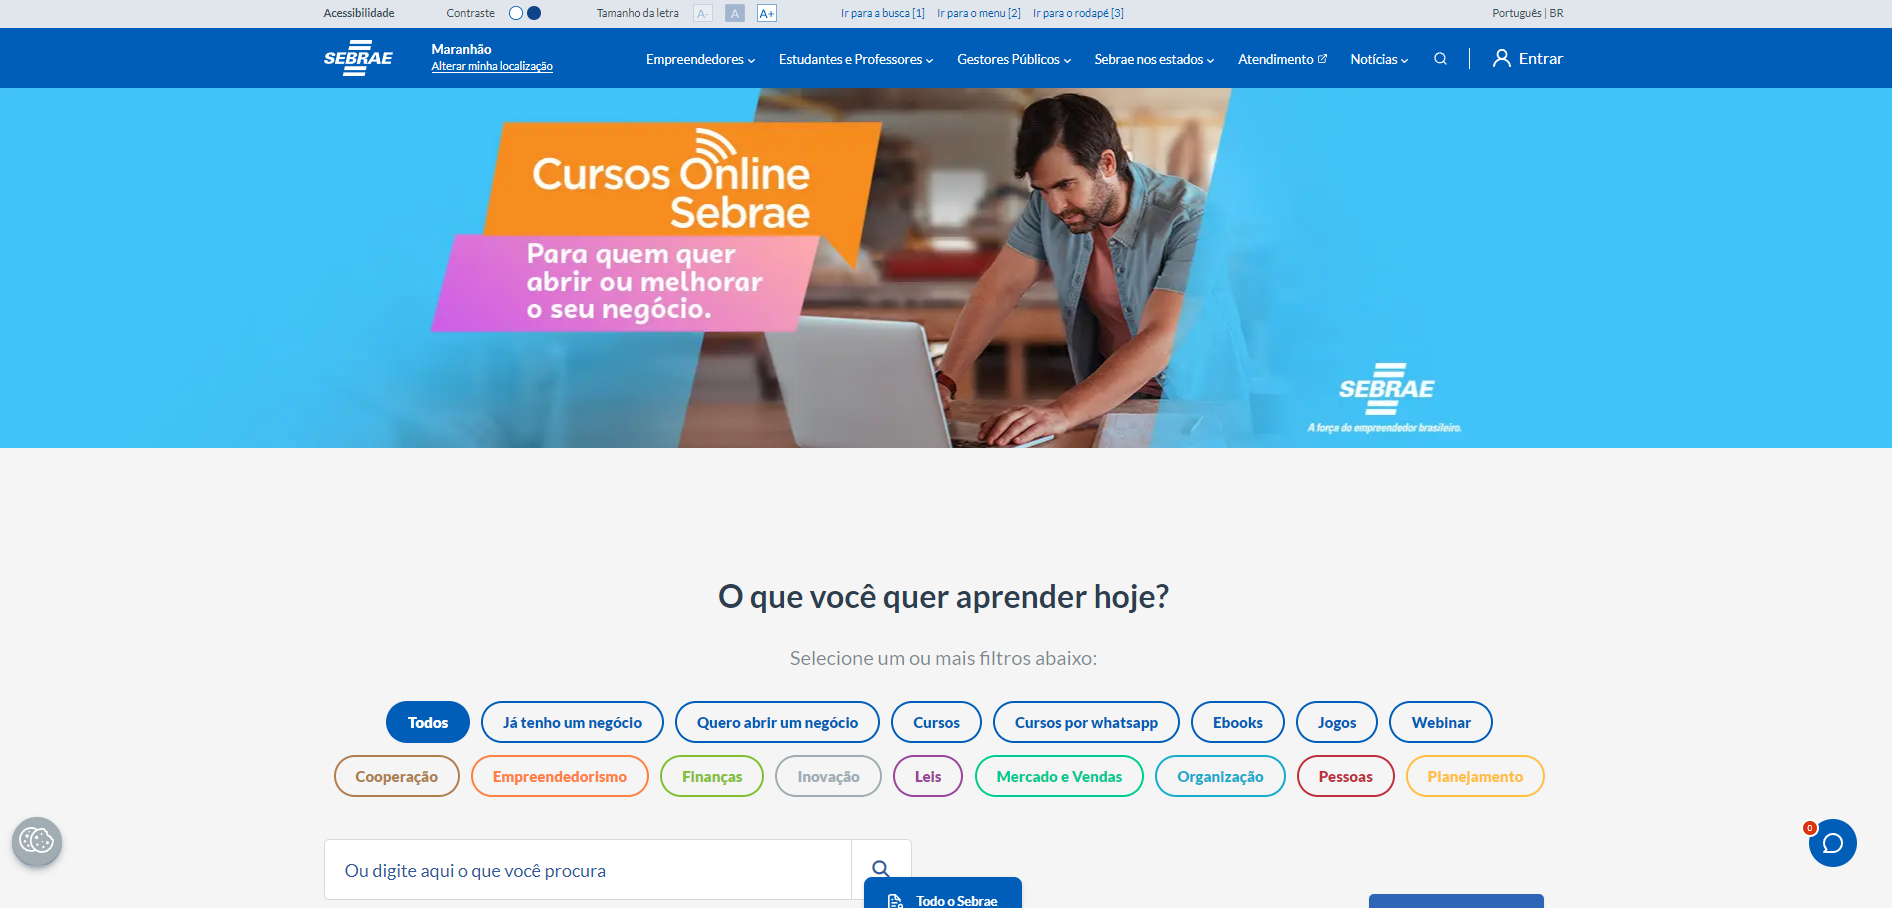 Acessibilidade
Contraste
Tamanho da letra
A-
A
A+
Ir para a busca [1]
Ir para o menu [2]
Ir para o rodapé [3]
Português | BR
SEBRAE
Maranhão
Alterar minha localização
Empreendedores
Estudantes e Professores
Gestores Públicos
Sebrae nos estados
Atendimento
Notícias
Entrar
Cursos Online
Sebrae
Para quem quer
abrir ou melhorar
o seu negócio.
SEBRAE
A força do empreendedor brasileiro.
O que você quer aprender hoje?
Selecione um ou mais filtros abaixo:
Todos
Já tenho um negócio
Quero abrir um negócio
Cursos
Cursos por whatsapp
Ebooks
Jogos
Webinar
Cooperação
Empreendedorismo
Finanças
Inovação
Leis
Mercado e Vendas
Organização
Pessoas
Planejamento
Ou digite aqui o que você procura
Todo o Sebrae
0